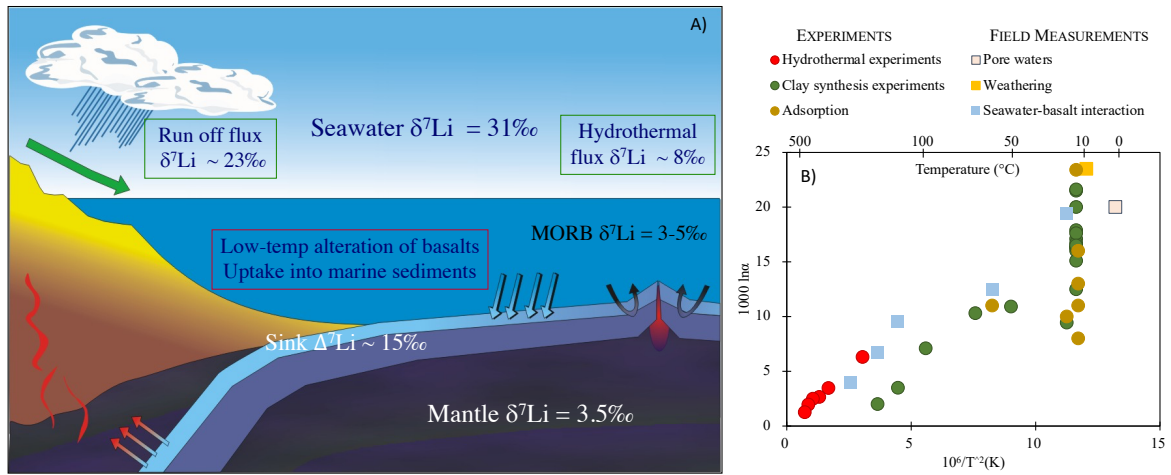 A)
Run off flux
δ⁷Li ~ 23‰
Seawater δ⁷Li = 31‰
Hydrothermal
flux δ⁷Li ~ 8‰
Low-temp alteration of basalts
Uptake into marine sediments
MORB δ⁷Li = 3-5‰
Sink Δ⁷Li ~ 15‰
Mantle δ⁷Li = 3.5‰
EXPERIMENTS
Hydrothermal experiments
Clay synthesis experiments
Adsorption
FIELD MEASUREMENTS
Pore waters
Weathering
Seawater-basalt interaction
500 100 50 10 0
Temperature (°C)
B)
25
20
15
10
5
0
1000 lnα
0 5 10 15
10⁶/T^²(K)